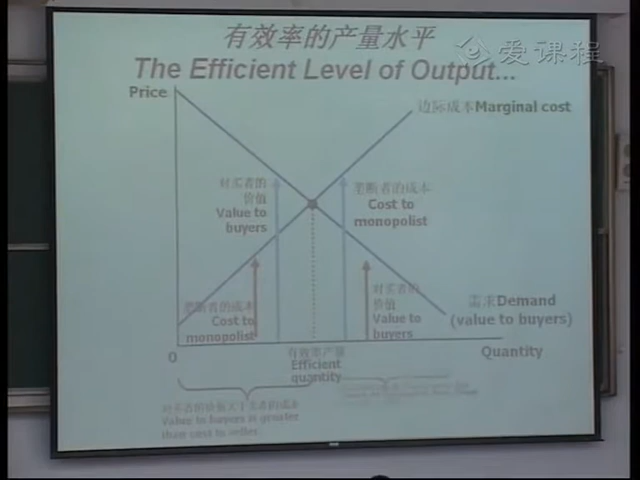 有效率的产量水平
爱课程
The Efficient Level of Output...
Price
边际成本Marginal cost
对买者的
价值
Value to
buyers
垄断者的成本
Cost to
monopolist
垄断者的成本
Cost to
monopolist
对买者的
价值
Value to
buyers
需求Demand
(value to buyers)
0
有效率产量
Efficient
quantity
Quantity
对买者的价值大于卖者的成本
Value to buyers is greater
than cost to seller